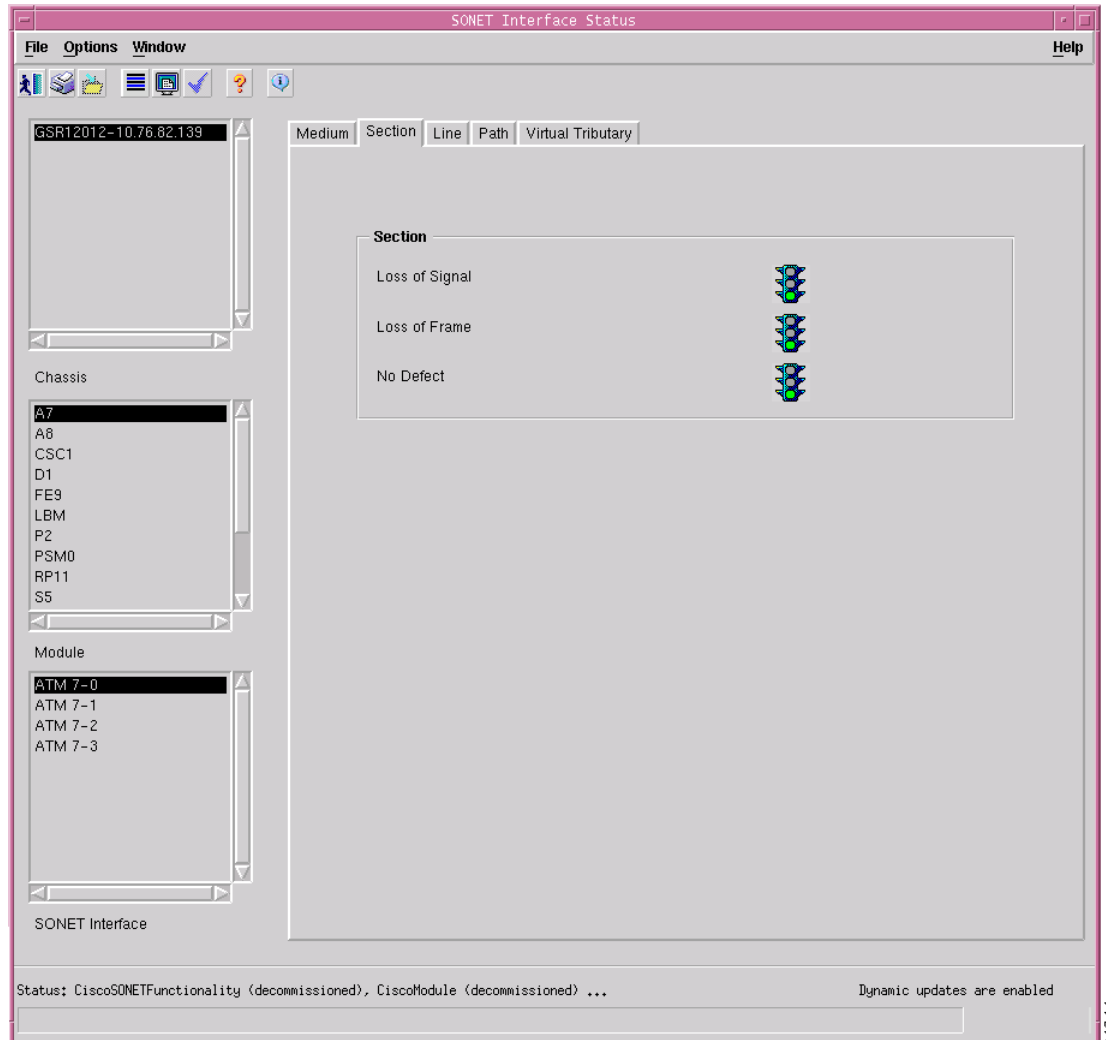 SONET Interface Status
File Options Window Help
GSR12012-10.76.82.139
Chassis
A7
A8
CSC1
D1
FE9
LBM
P2
PSM0
RP11
S5
Module
ATM 7-0
ATM 7-1
ATM 7-2
ATM 7-3
SONET Interface
Medium Section Line Path Virtual Tributary
Section
Loss of Signal
Loss of Frame
No Defect
Status: CiscoSONETFunctionality (decommissioned), CiscoModule (decommissioned) ... Dynamic updates are enabled